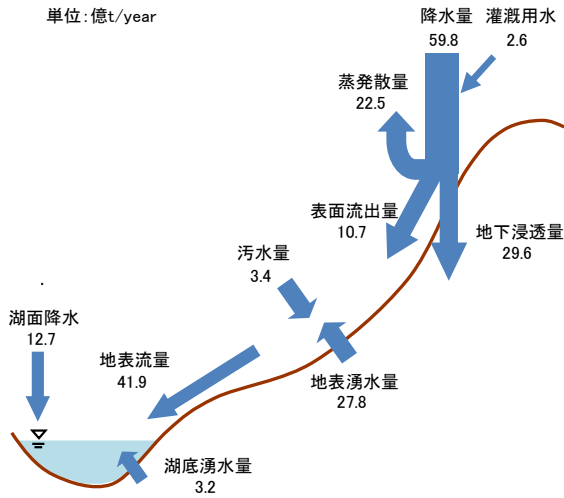 単位：億t/year
降水量
59.8
灌漑用水
2.6
蒸発散量
22.5
表面流出量
10.7
地下浸透量
29.6
汚水量
3.4
湖面降水
12.7
地表流量
41.9
地表湧水量
27.8
湖底湧水量
3.2